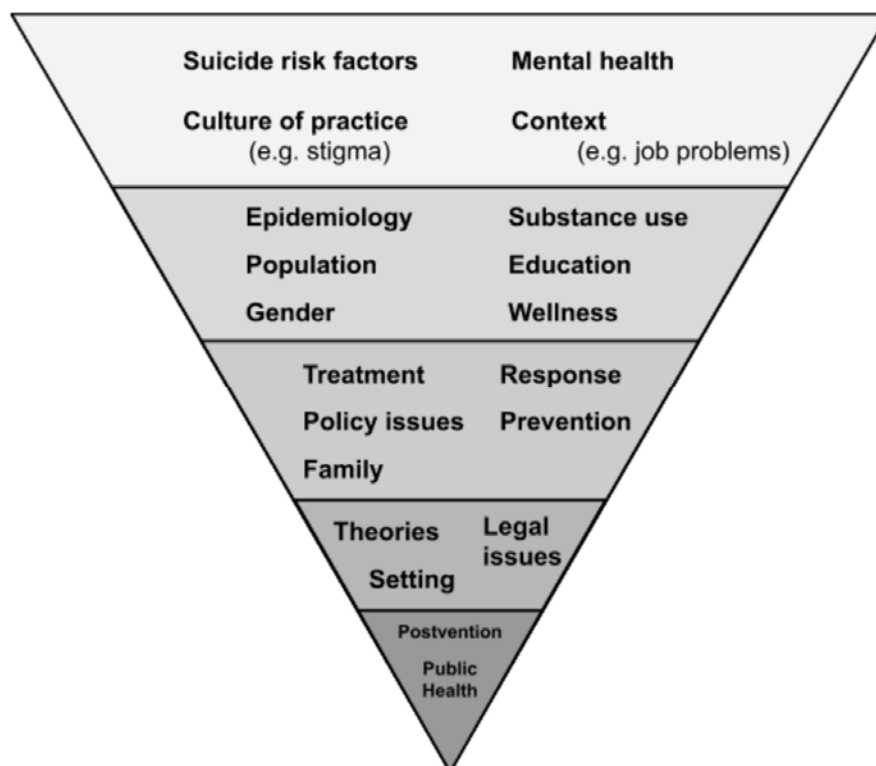 Suicide risk factors
Mental health
Culture of practice
(e.g. stigma)
Context
(e.g. job problems)
Epidemiology
Substance use
Population
Education
Gender
Wellness
Treatment
Response
Policy issues
Prevention
Family
Theories
Legal
issues
Setting
Postvention
Public
Health